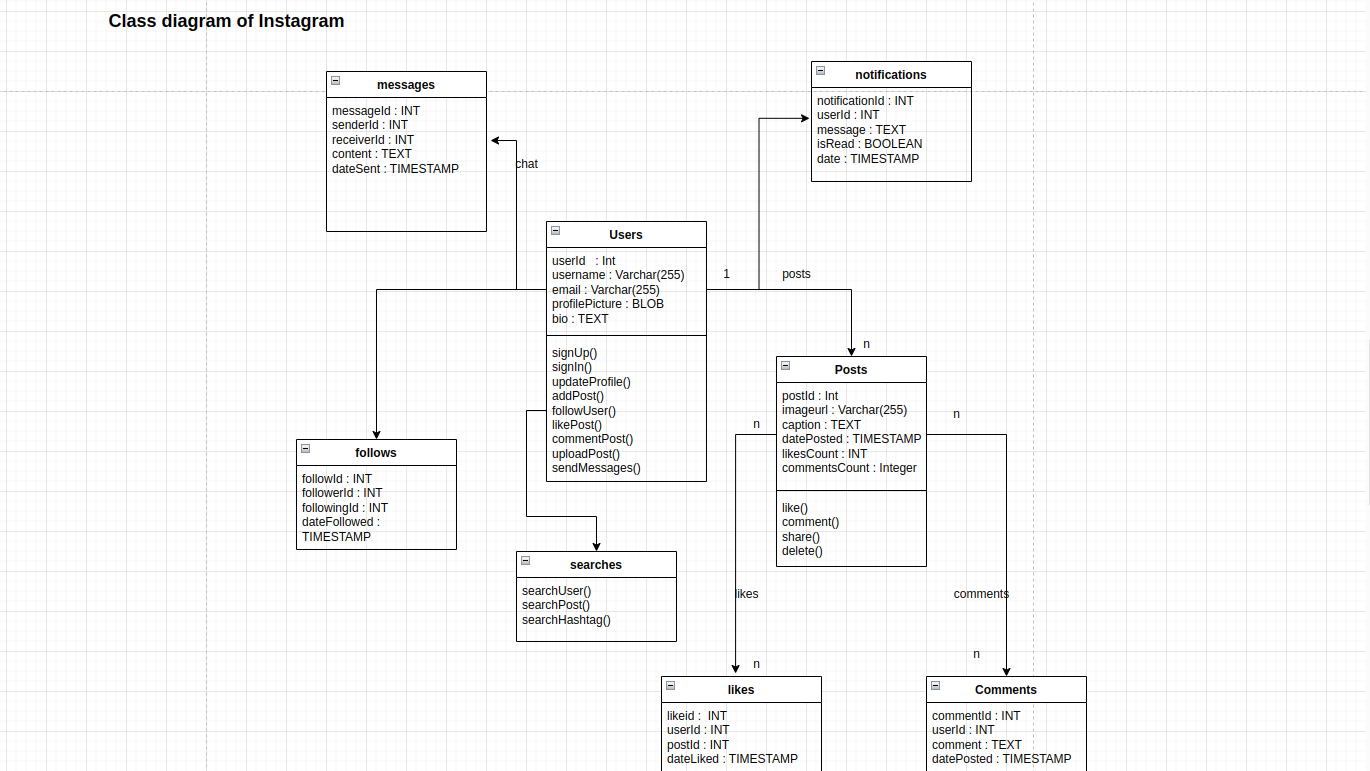 Class diagram of Instagram
messages
messageId : INT
senderId : INT
receiverId : INT
content : TEXT
dateSent : TIMESTAMP
notifications
notificationId : INT
userId : INT
message : TEXT
isRead : BOOLEAN
date : TIMESTAMP
chat
Users
userId : Int
username : Varchar(255)
email : Varchar(255)
profilePicture : BLOB
bio : TEXT
signUp()
signIn()
updateProfile()
addPost()
followUser()
likePost()
commentPost()
uploadPost()
sendMessages()
1
posts
n
Posts
postId : Int
imageurl : Varchar(255)
caption : TEXT
datePosted : TIMESTAMP
likesCount : INT
commentsCount : Integer
like()
comment()
share()
delete()
n
n
follows
followId : INT
followerId : INT
followingId : INT
dateFollowed :
TIMESTAMP
searches
searchUser()
searchPost()
searchHashtag()
likes
comments
n
n
likes
likeid : INT
userId : INT
postId : INT
dateLiked : TIMESTAMP
Comments
commentId : INT
userId : INT
comment : TEXT
datePosted : TIMESTAMP